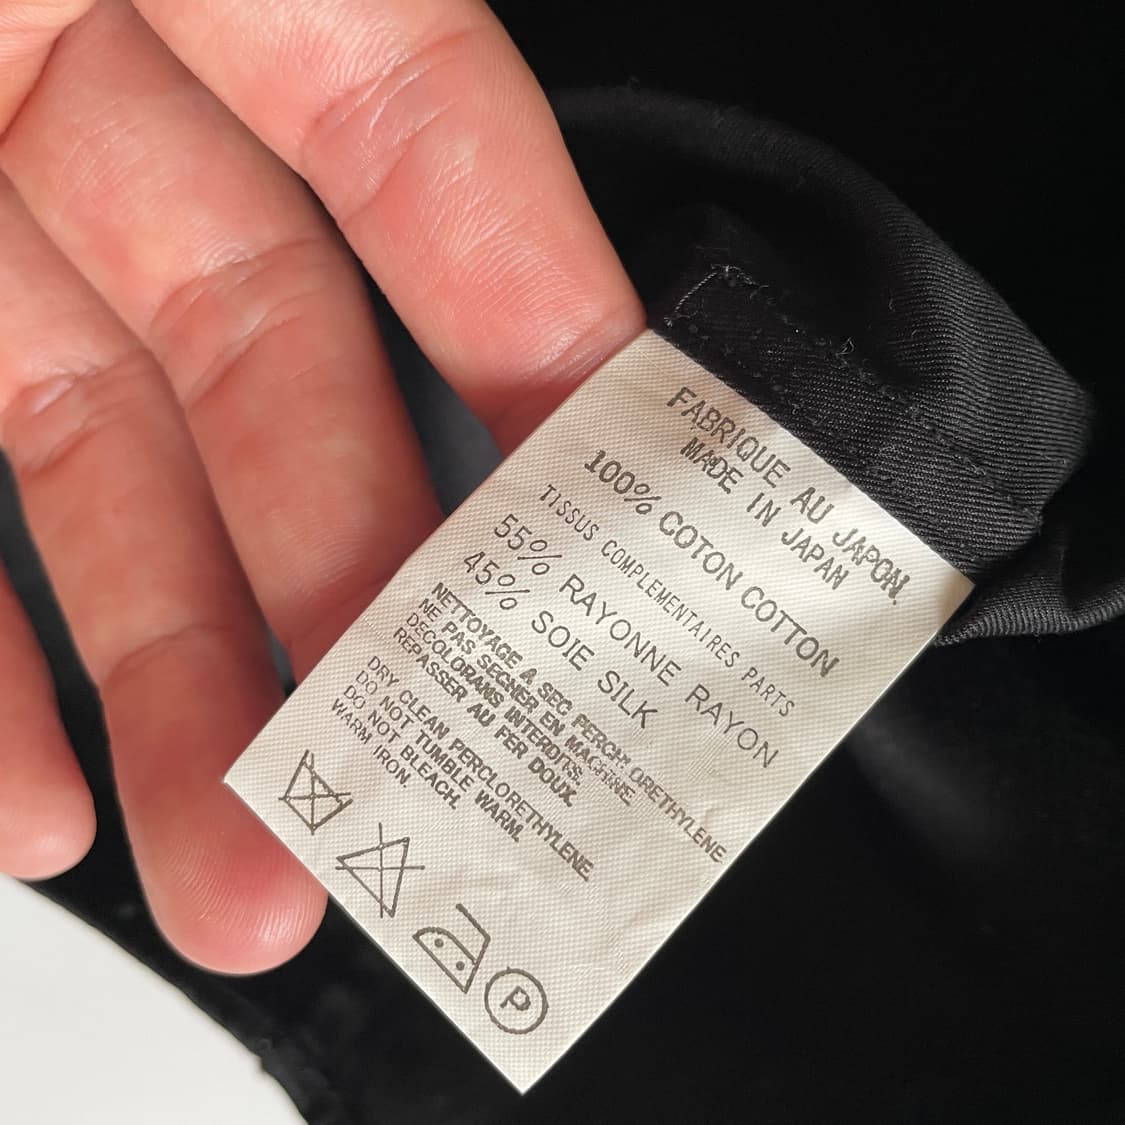 FABRIQUE AU JAPON.
MADE IN JAPAN
100% COTON COTTON
TISSUS COMPLEMENTAIRES PARTS
55% RAYONNE RAYON
45% SOIE SILK
NETTOYAGE A SEC PERCHLORETHYLENE
NE PAS SECHER EN MACHINE
DECOLORANS INTERDITS.
REPASSER AU FER DOUX.
DRY CLEAN PERCLORETHYLENE.
DO NOT TUMBLE WARM.
DO NOT BLEACH.
WARM IRON.
P